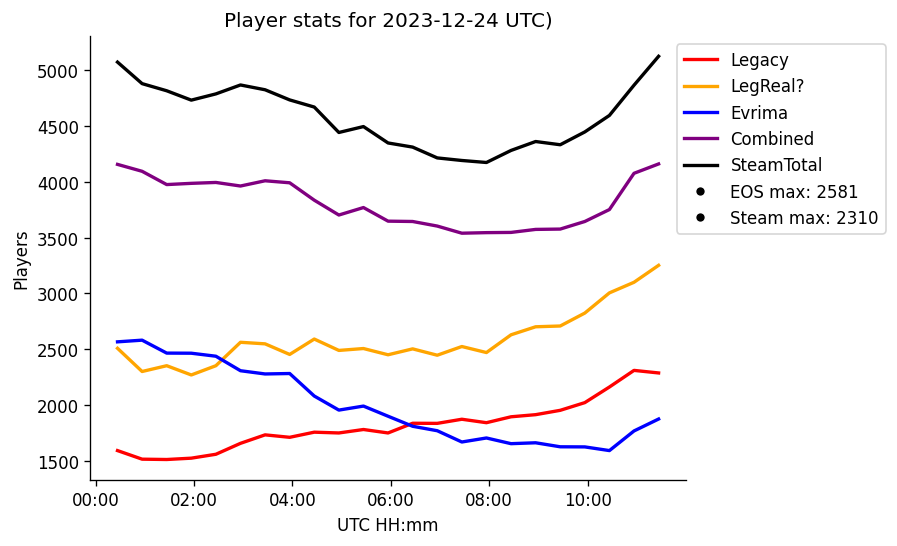 Player stats for 2023-12-24 UTC)
Players
5000
4500
4000
3500
3000
2500
2000
1500
00:00 02:00 04:00 06:00 08:00 10:00
UTC HH:mm
Legacy
LegReal?
Evrima
Combined
SteamTotal
EOS max: 2581
Steam max: 2310